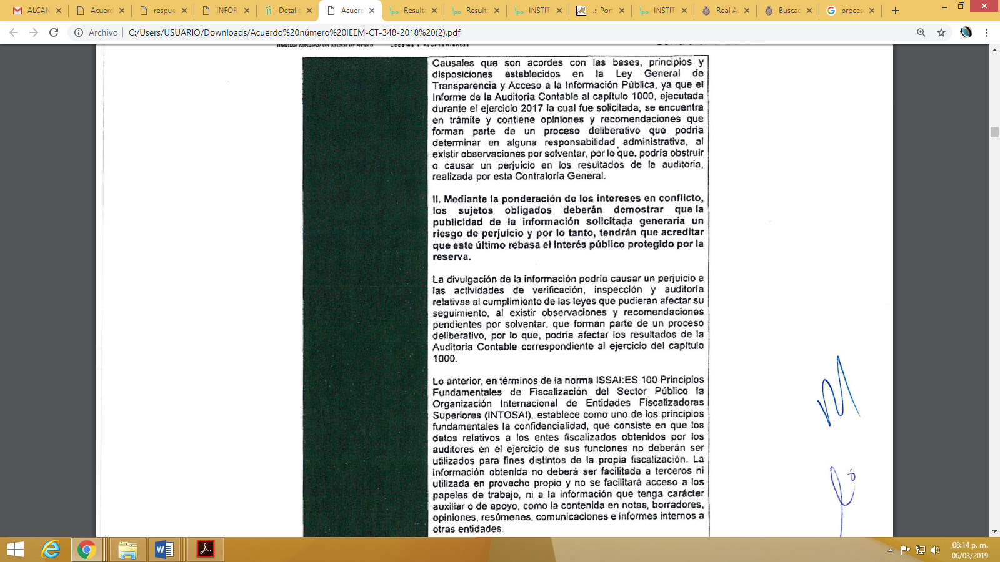 ALCAN
Acuerd
respue
INFOR
Detalle
Acuerd
Resulta
Resulta
INSTIT
..:: Port
INSTIT
Real A
Buscad
proces
Archivo
C:/Users/USUARIO/Downloads/Acuerdo%20número%20IEEM-CT-348-2018%20(2).pdf
Causales que son acordes con las bases, principios y
disposiciones establecidos en la Ley General de
Transparencia y Acceso a la Información Pública, ya que el
Informe de la Auditoría Contable al capítulo 1000, ejecutada
durante el ejercicio 2017 la cual fue solicitada, se encuentra
en trámite y contiene opiniones y recomendaciones que
forman parte de un proceso deliberativo que podría
determinar en alguna responsabilidad administrativa, al
existir observaciones por solventar, por lo que, podría obstruir
o causar un perjuicio en los resultados de la auditoria,
realizada por esta Contraloría General.
II. Mediante la ponderación de los intereses en conflicto,
los sujetos obligados deberán demostrar que la
publicidad de la información solicitada generaría un
riesgo de perjuicio y por lo tanto, tendrán que acreditar
que este último rebasa el interés público protegido por la
reserva.
La divulgación de la información podría causar un perjuicio a
las actividades de verificación, inspección y auditoría
relativas al cumplimiento de las leyes que pudieran afectar su
seguimiento, al existir observaciones y recomendaciones
pendientes por solventar, que forman parte de un proceso
deliberativo, por lo que, podría afectar los resultados de la
Auditoria Contable correspondiente al ejercicio del capítulo
1000.
Lo anterior, en términos de la norma ISSAI:ES 100 Principios
Fundamentales de Fiscalización del Sector Público la
Organización Internacional de Entidades Fiscalizadoras
Superiores (INTOSAI), establece como uno de los principios
fundamentales la confidencialidad, que consiste en que los
datos relativos a los entes fiscalizados obtenidos por los
auditores en el ejercicio de sus funciones no deberán ser
utilizados para fines distintos de la propia fiscalización. La
información obtenida no deberá ser facilitada a terceros ni
utilizada en provecho propio y no se facilitará acceso a los
papeles de trabajo, ni a la información que tenga carácter
auxiliar o de apoyo, como la contenida en notas, borradores,
opiniones, resúmenes, comunicaciones e informes internos a
otras entidades.
08:14 p. m.
06/03/2019